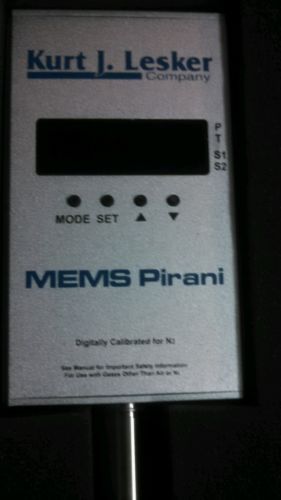 Kurt J. Lesker
Company
P
T
S1
S2
MODE SET ▲ ▼
MEMS Pirani
Digitally Calibrated for N2
See Manual for Important Safety Information
For Use with Gases Other Than Air or N2